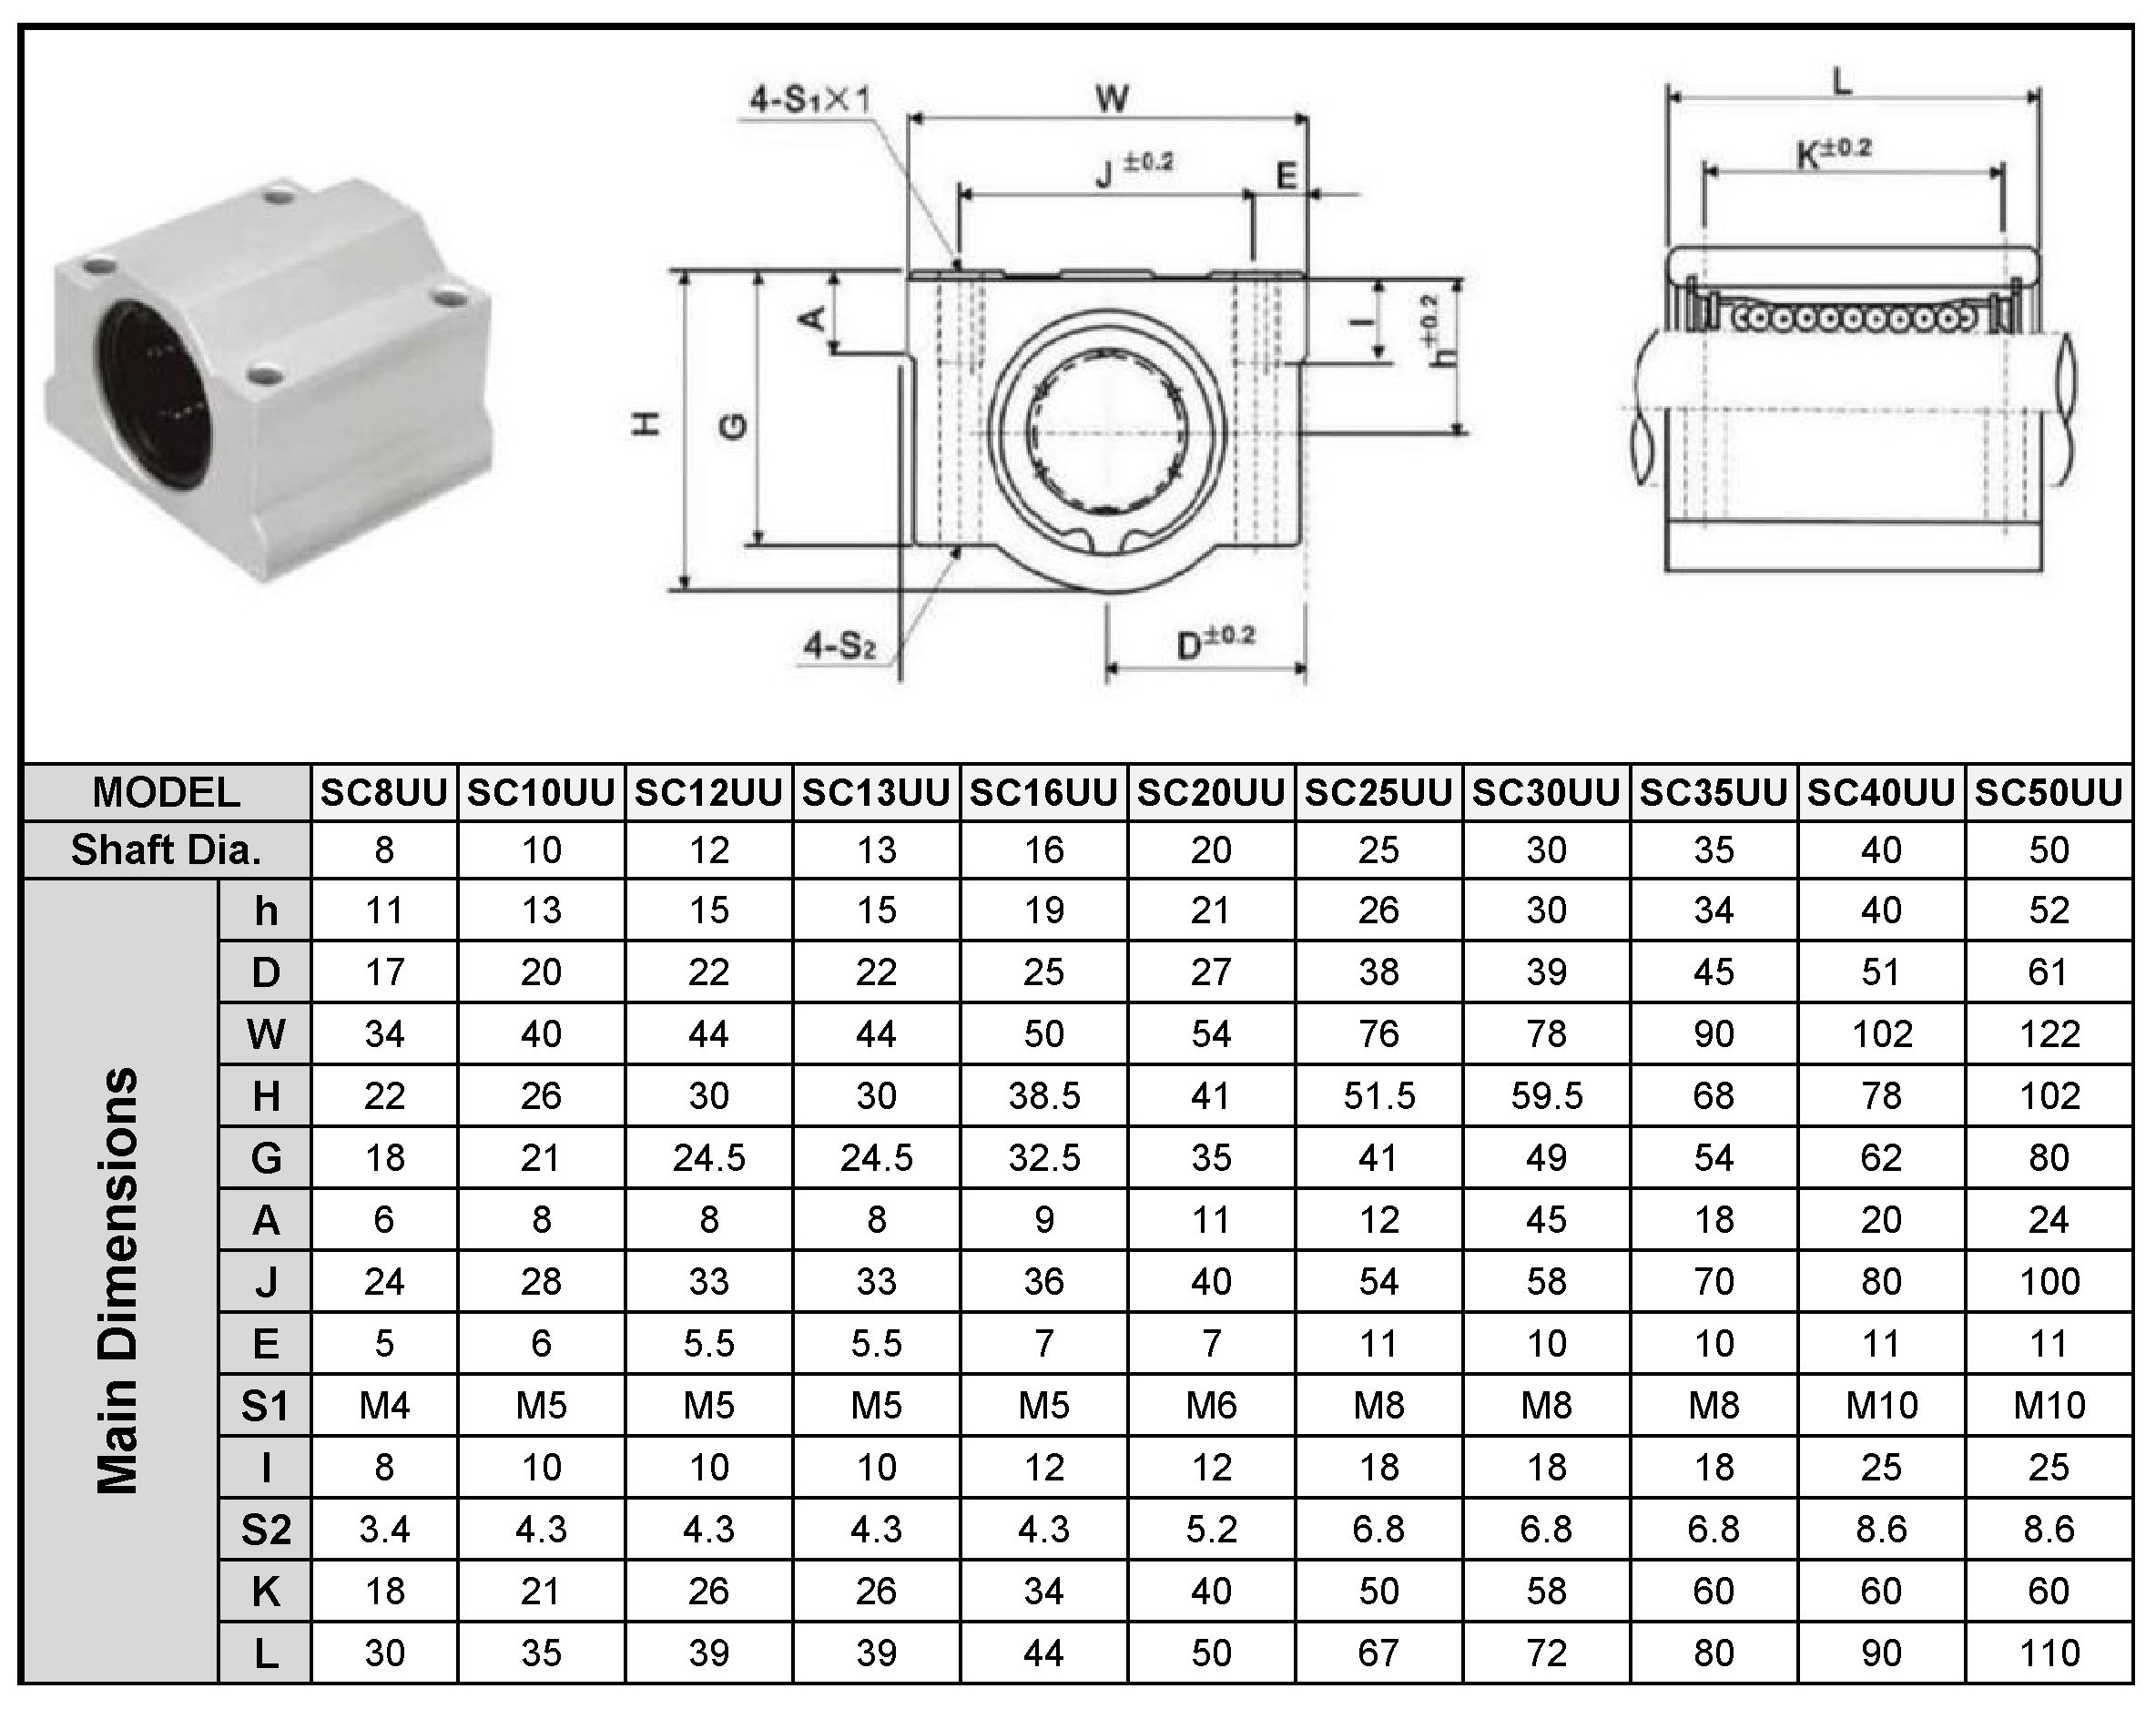 4-S1×1
W
L
J ±0.2
E
K±0.2
A
I
h±0.2
H
G
4-S2
D±0.2
MODEL SC8UU SC10UU SC12UU SC13UU SC16UU SC20UU SC25UU SC30UU SC35UU SC40UU SC50UU
Shaft Dia. 8 10 12 13 16 20 25 30 35 40 50
Main Dimensions
h 11 13 15 15 19 21 26 30 34 40 52
D 17 20 22 22 25 27 38 39 45 51 61
W 34 40 44 44 50 54 76 78 90 102 122
H 22 26 30 30 38.5 41 51.5 59.5 68 78 102
G 18 21 24.5 24.5 32.5 35 41 49 54 62 80
A 6 8 8 8 9 11 12 45 18 20 24
J 24 28 33 33 36 40 54 58 70 80 100
E 5 6 5.5 5.5 7 7 11 10 10 11 11
S1 M4 M5 M5 M5 M5 M6 M8 M8 M8 M10 M10
I 8 10 10 10 12 12 18 18 18 25 25
S2 3.4 4.3 4.3 4.3 4.3 5.2 6.8 6.8 6.8 8.6 8.6
K 18 21 26 26 34 40 50 58 60 60 60
L 30 35 39 39 44 50 67 72 80 90 110